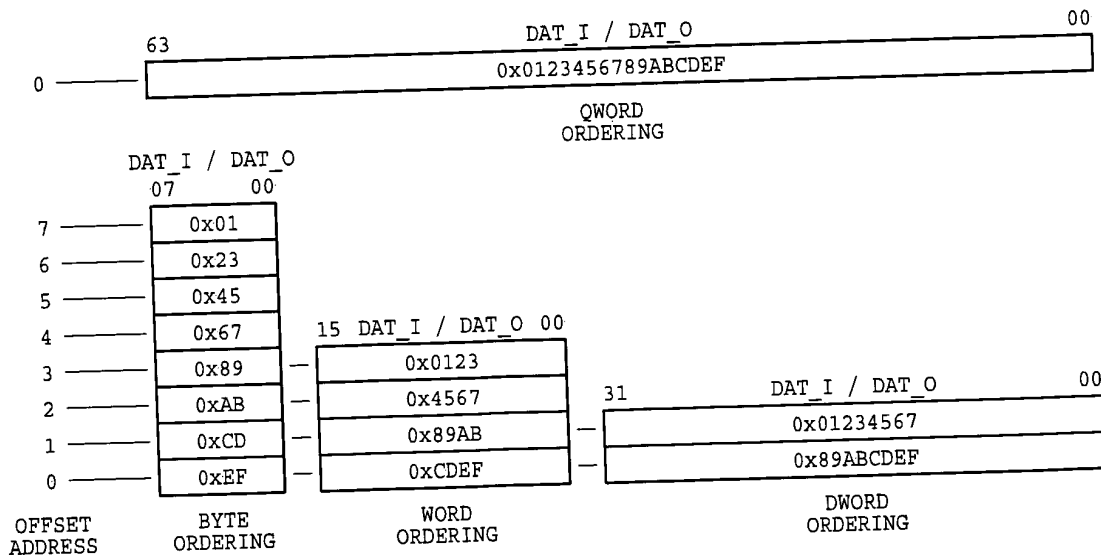 63 DAT_I / DAT_O 00
0 0x0123456789ABCDEF
QWORD
ORDERING
DAT_I / DAT_O
07 00
7 0x01
6 0x23
5 0x45
4 0x67
3 0x89
2 0xAB
1 0xCD
0 0xEF
OFFSET
ADDRESS
BYTE
ORDERING
15 DAT_I / DAT_O 00
0x0123
0x4567
0x89AB
0xCDEF
WORD
ORDERING
31 DAT_I / DAT_O 00
0x01234567
0x89ABCDEF
DWORD
ORDERING